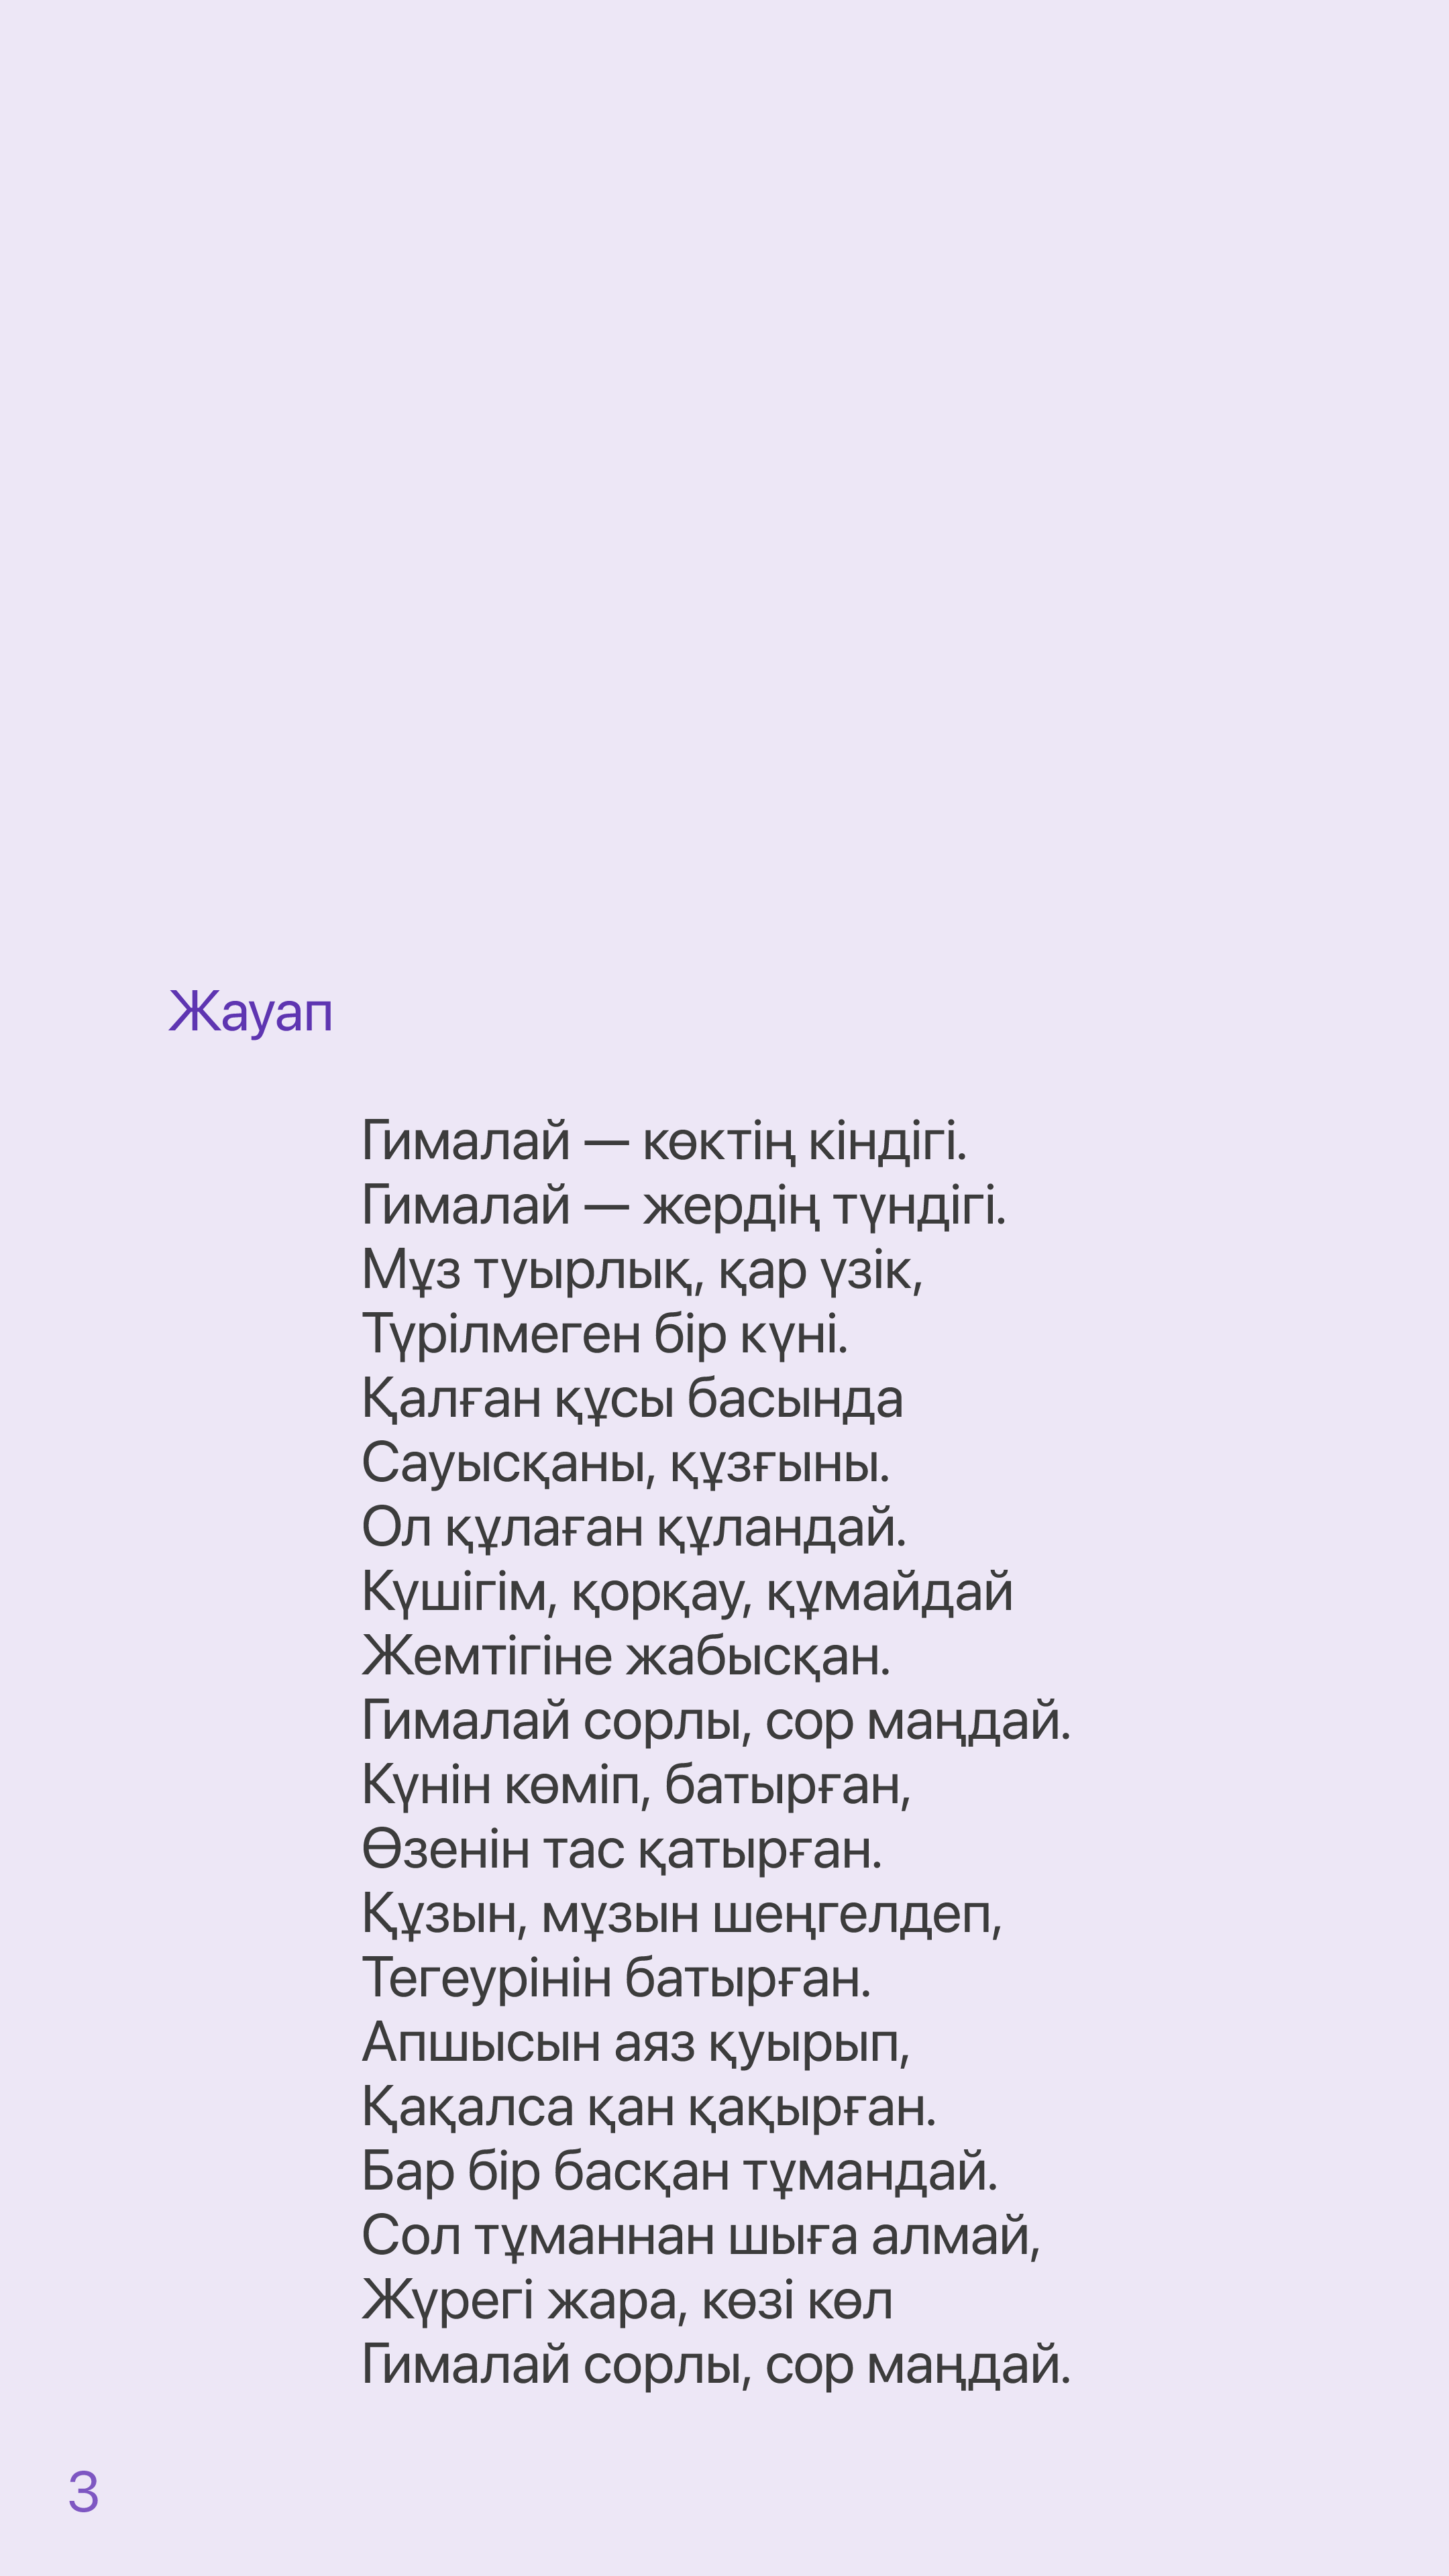 Жауап
Гималай — көктің кіндігі.
Гималай — жердің түндігі.
Мұз туырлық, қар үзік,
Түрілмеген бір күні.
Қалған құсы басында
Сауысқаны, құзғыны.
Ол құлаған құландай.
Күшігім, қорқау, құмайдай
Жемтігіне жабысқан.
Гималай сорлы, сор маңдай.
Күнін көміп, батырған,
Өзенін тас қатырған.
Құзын, мұзын шеңгелдеп,
Тегеурінін батырған.
Апшысын аяз қуырып,
Қақалса қан қақырған.
Бар бір басқан тұмандай.
Сол тұманнан шыға алмай,
Жүрегі жара, көзі көл
Гималай сорлы, сор маңдай.
3